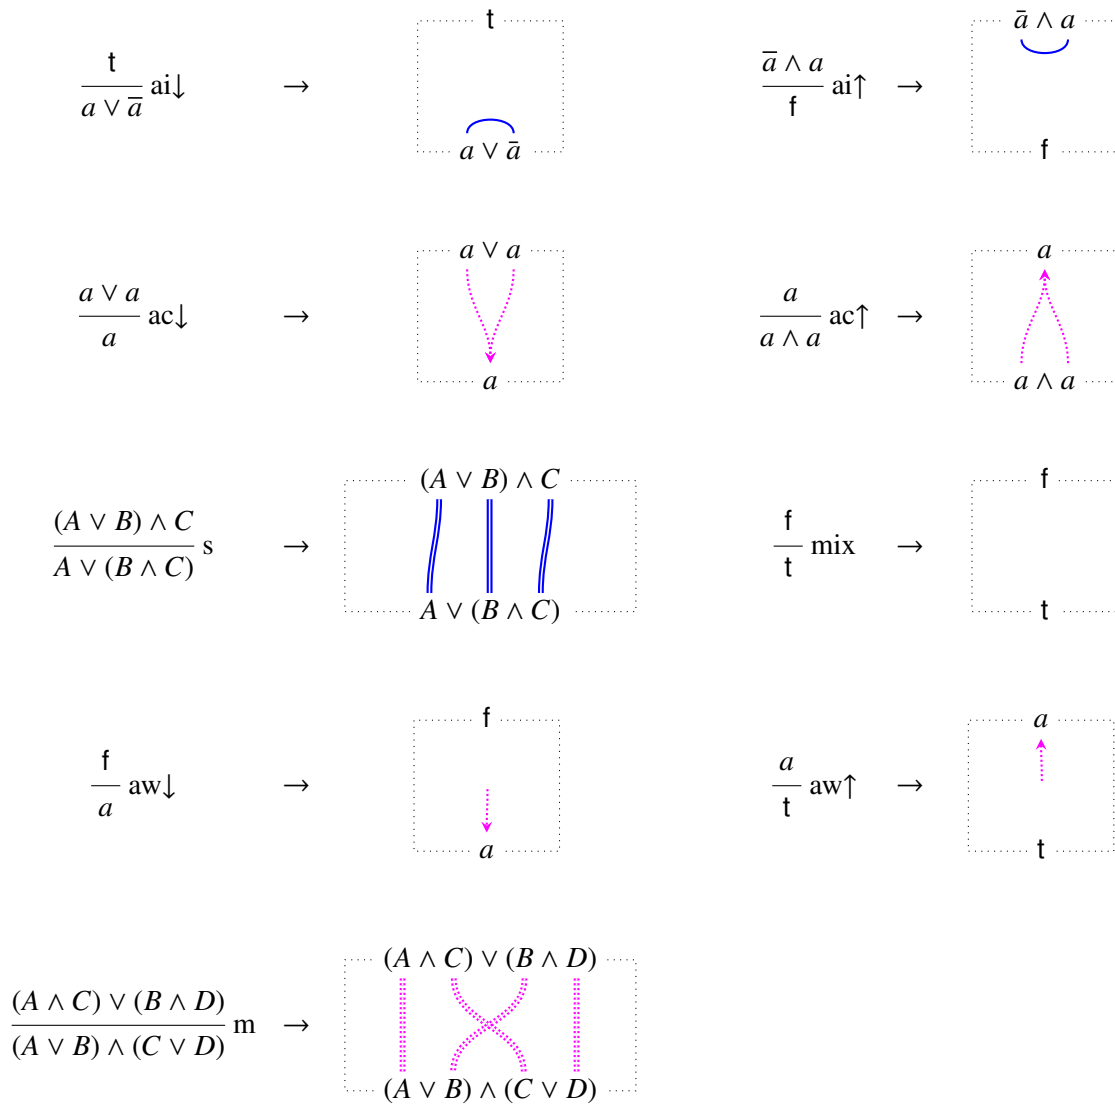 t / a ∨ ā ai↓ → t a ∨ ā
ā ∧ a / f ai↑ → ā ∧ a f
a ∨ a / a ac↓ → a ∨ a a
a / a ∧ a ac↑ → a a ∧ a
(A ∨ B) ∧ C / A ∨ (B ∧ C) s → (A ∨ B) ∧ C A ∨ (B ∧ C)
f / t mix → f t
f / a aw↓ → f a
a / t aw↑ → a t
(A ∧ C) ∨ (B ∧ D) / (A ∨ B) ∧ (C ∨ D) m → (A ∧ C) ∨ (B ∧ D) (A ∨ B) ∧ (C ∨ D)